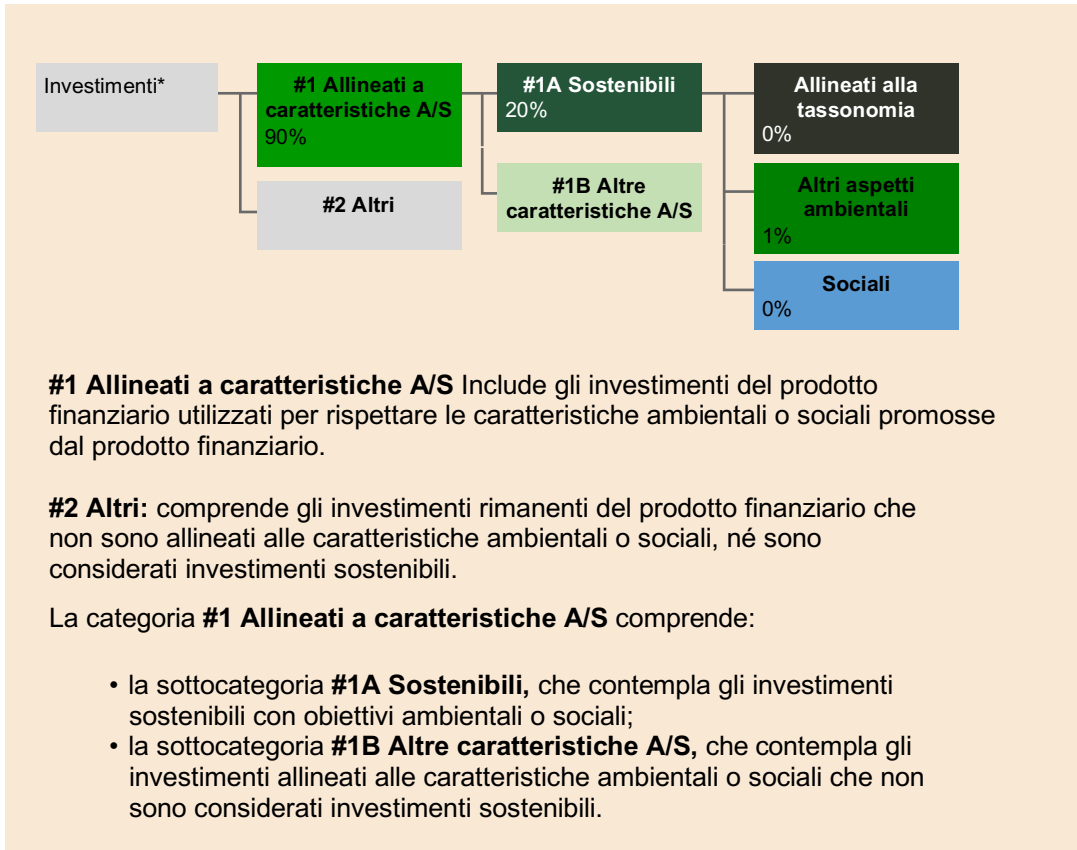 Investimenti*
#1 Allineati a
caratteristiche A/S
90%
#2 Altri
#1A Sostenibili
20%
#1B Altre
caratteristiche A/S
Allineati alla
tassonomia
0%
Altri aspetti
ambientali
1%
Sociali
0%
#1 Allineati a caratteristiche A/S Include gli investimenti del prodotto
finanziario utilizzati per rispettare le caratteristiche ambientali o sociali promosse
dal prodotto finanziario.
#2 Altri: comprende gli investimenti rimanenti del prodotto finanziario che
non sono allineati alle caratteristiche ambientali o sociali, né sono
considerati investimenti sostenibili.
La categoria #1 Allineati a caratteristiche A/S comprende:
• la sottocategoria #1A Sostenibili, che contempla gli investimenti
sostenibili con obiettivi ambientali o sociali;
• la sottocategoria #1B Altre caratteristiche A/S, che contempla gli
investimenti allineati alle caratteristiche ambientali o sociali che non
sono considerati investimenti sostenibili.